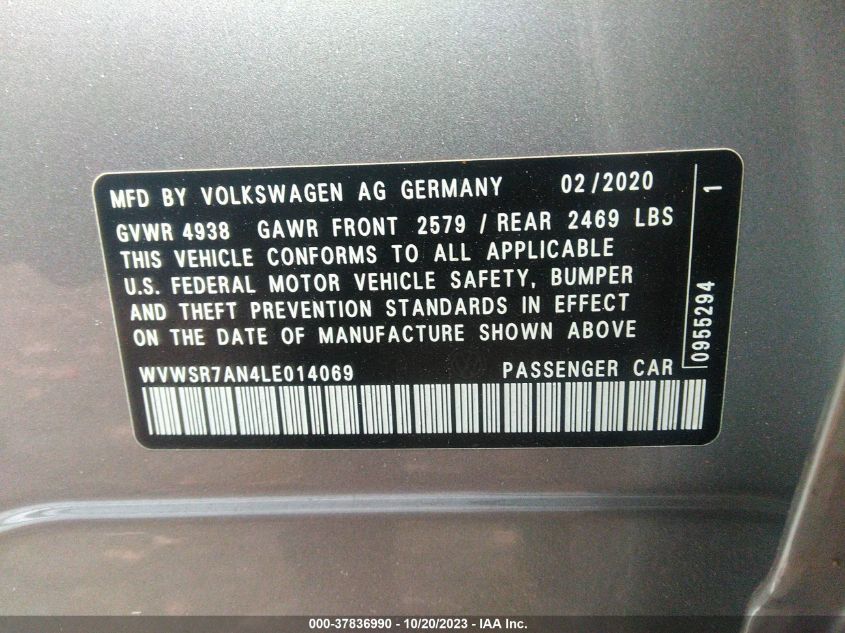 MFD BY VOLKSWAGEN AG GERMANY 02/2020
GVWR 4938 GAWR FRONT 2579 / REAR 2469 LBS
THIS VEHICLE CONFORMS TO ALL APPLICABLE
U.S. FEDERAL MOTOR VEHICLE SAFETY, BUMPER
AND THEFT PREVENTION STANDARDS IN EFFECT
ON THE DATE OF MANUFACTURE SHOWN ABOVE
WVWSR7AN4LE014069 PASSENGER CAR
0955294 1
000-37836990 - 10/20/2023 - IAA Inc.